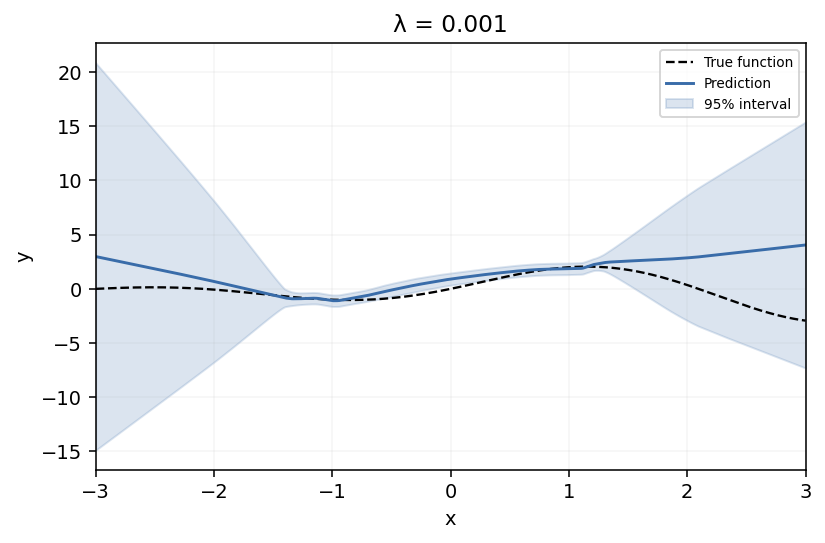 λ = 0.001
True function
Prediction
95% interval
20
15
10
5
0
−5
−10
−15
y
−3
−2
−1
0
1
2
3
x